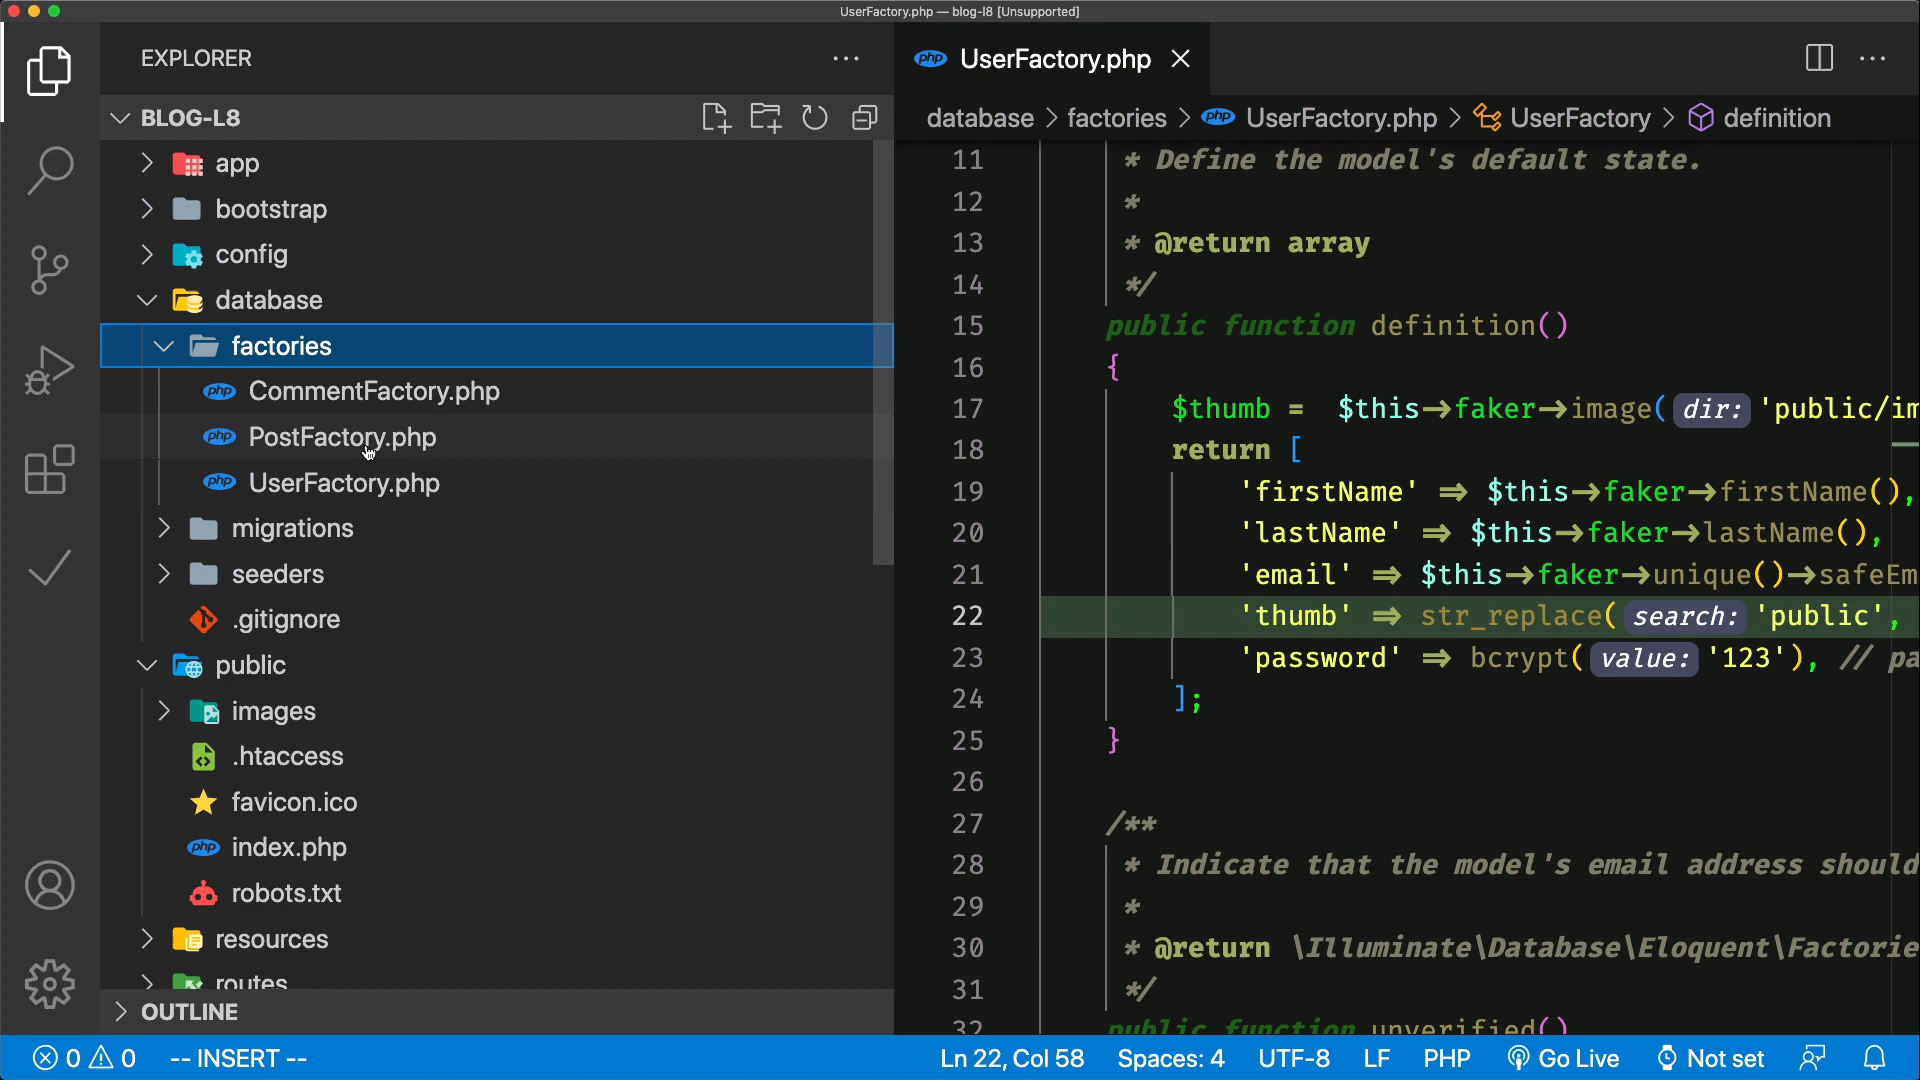 UserFactory.php — blog-l8 [Unsupported]
EXPLORER
BLOG-L8
app
bootstrap
config
database
factories
CommentFactory.php
PostFactory.php
UserFactory.php
migrations
seeders
.gitignore
public
images
.htaccess
favicon.ico
index.php
robots.txt
resources
routes
OUTLINE
UserFactory.php
database > factories > UserFactory.php > UserFactory > definition
11 * Define the model's default state.
12 *
13 * @return array
14 */
15 public function definition()
16 {
17 $thumb = $this->faker->image( dir: 'public/im
18 return [
19 'firstName' => $this->faker->firstName(),
20 'lastName' => $this->faker->lastName(),
21 'email' => $this->faker->unique()->safeEm
22 'thumb' => str_replace( search: 'public',
23 'password' => bcrypt( value: '123'), // pa
24 ];
25 }
26
27 /**
28 * Indicate that the model's email address should
29 *
30 * @return \Illuminate\Database\Eloquent\Factorie
31 */
32 public function unverified()
0 0 -- INSERT -- Ln 22, Col 58 Spaces: 4 UTF-8 LF PHP Go Live Not set